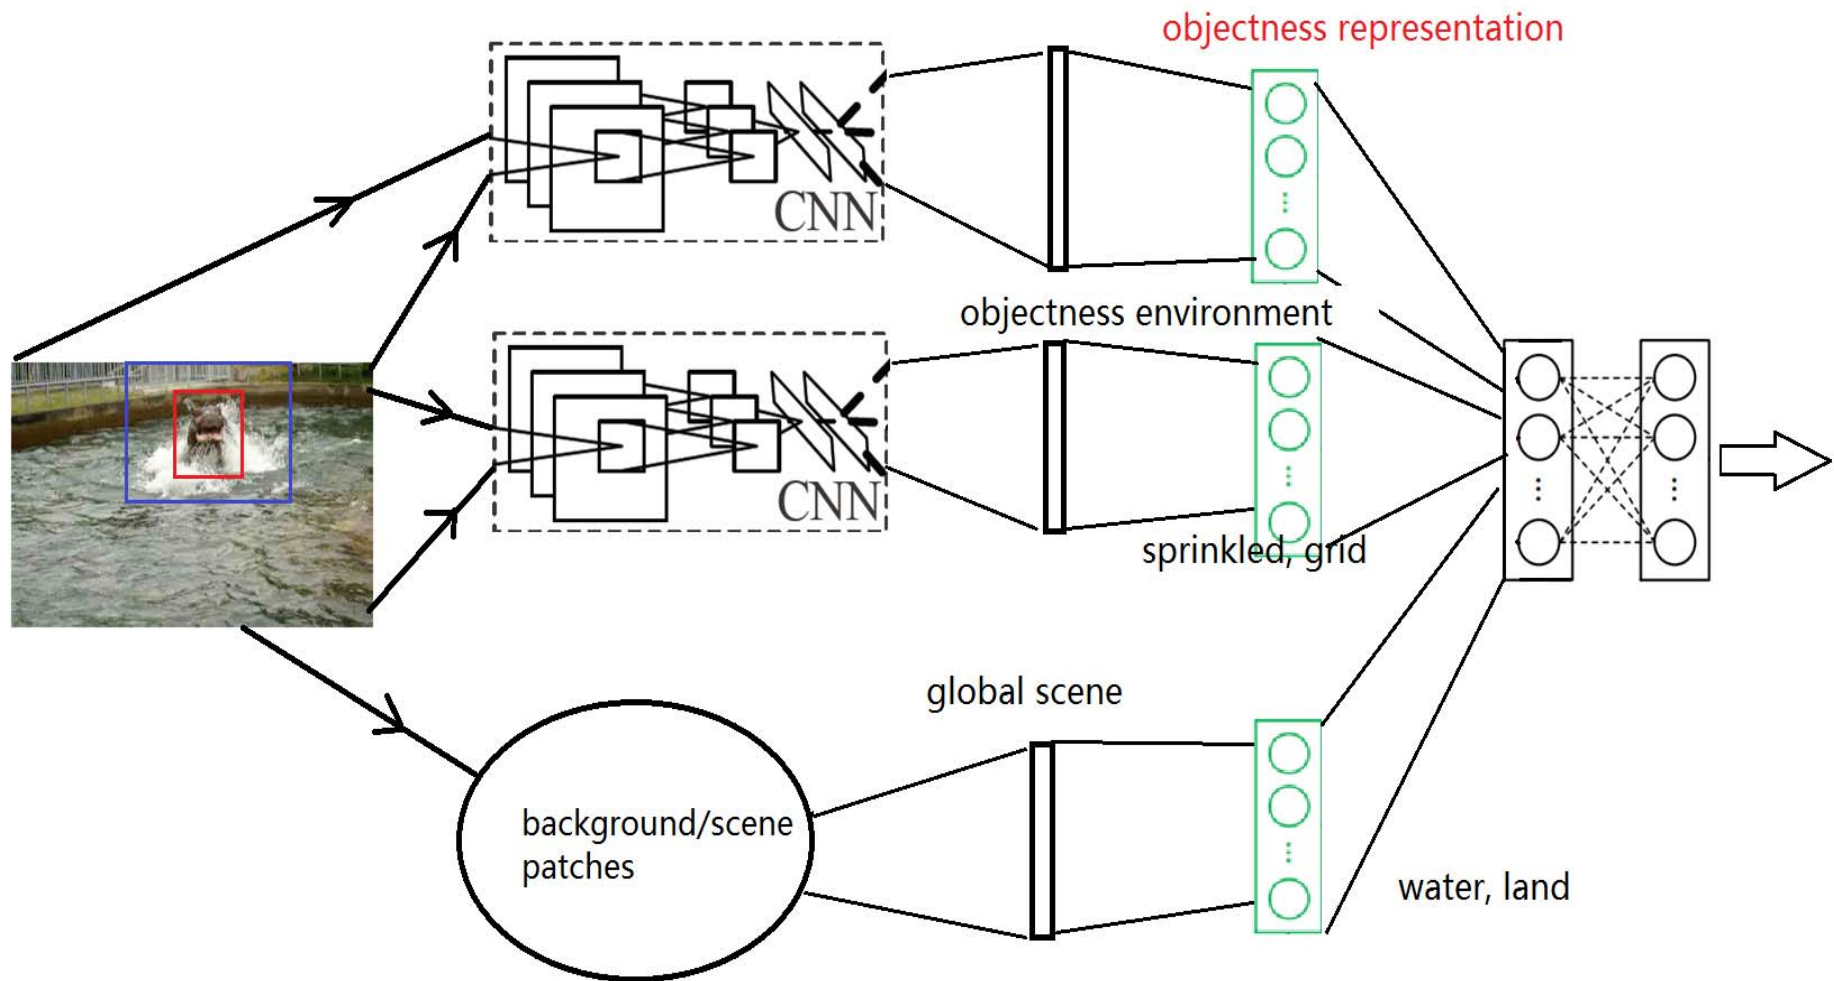 objectness representation
CNN
objectness environment
CNN
sprinkled, grid
global scene
background/scene
patches
water, land